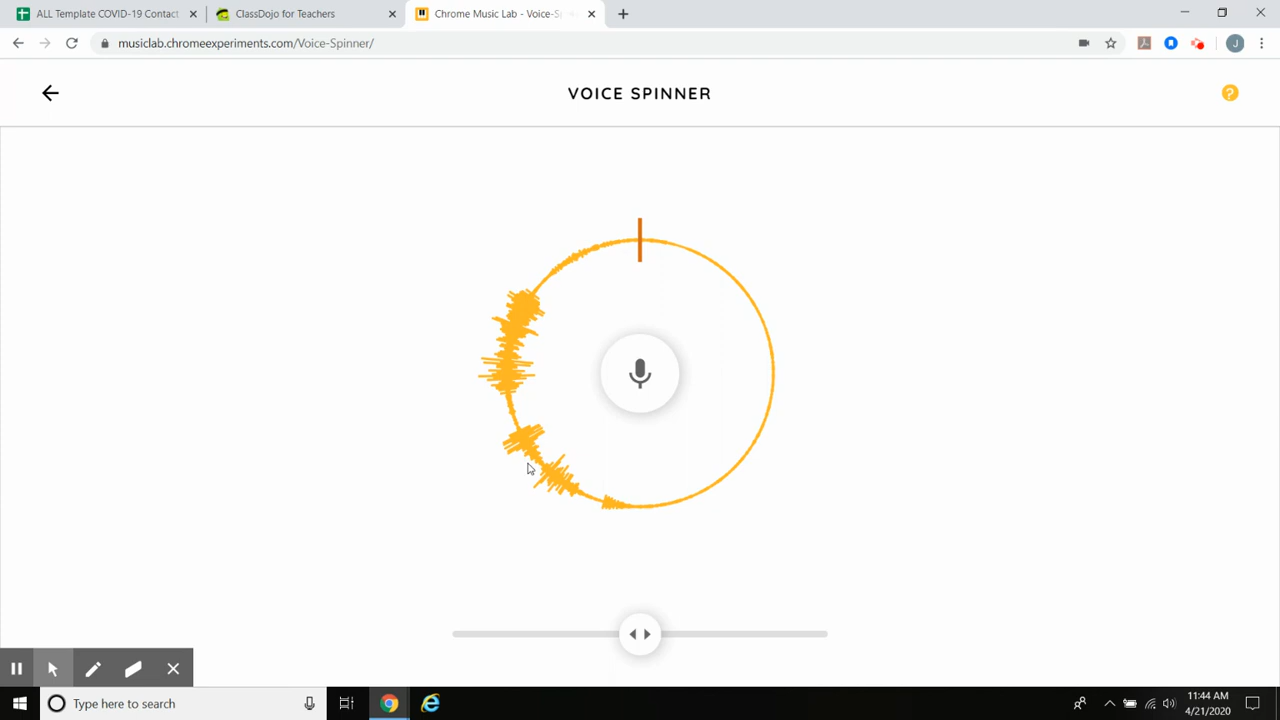 ALL Template COVID-19 Contact
ClassDojo for Teachers
Chrome Music Lab - Voice-Sp
musiclab.chromeexperiments.com/Voice-Spinner/
J
VOICE SPINNER
?
Type here to search
11:44 AM
4/21/2020